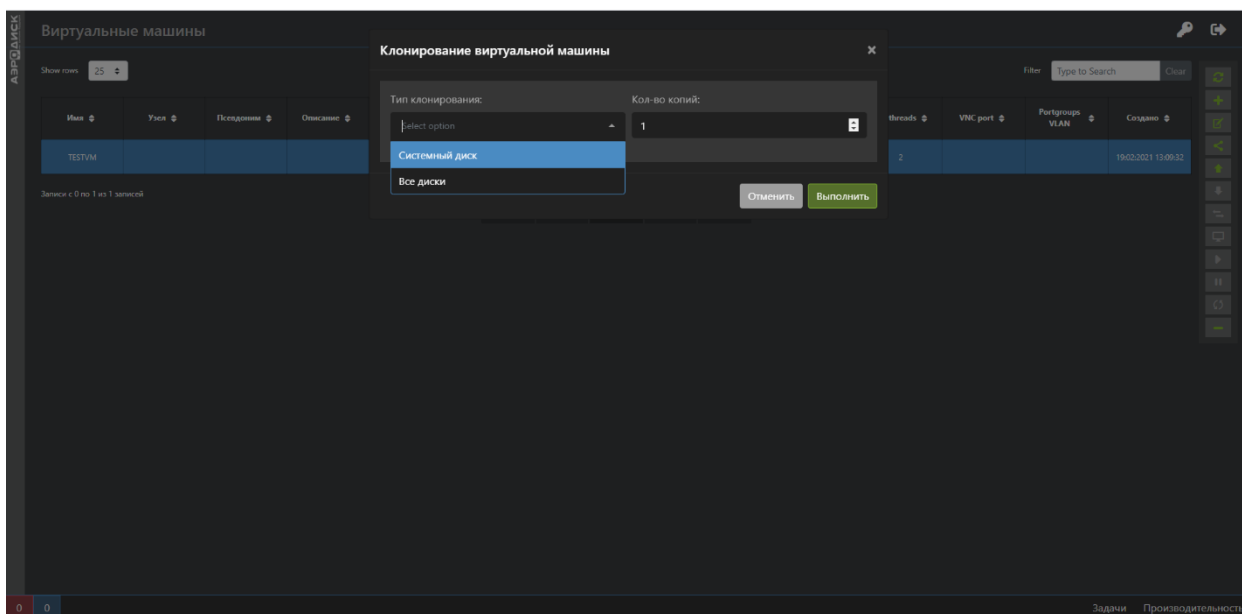 АЭРОДИСК
Виртуальные машины
Клонирование виртуальной машины
×
Show rows 25
Filter Type to Search Clear
Тип клонирования: Кол-во копий:
Select option 1
Системный диск
Все диски
Отменить Выполнить
Имя Узел Псевдоним Описание threads VNC port Portgroups VLAN Создано
TESTVM 2 19.02.2021 13:09:32
Записи с 0 по 1 из 1 записей
0 0 Задачи Производительность